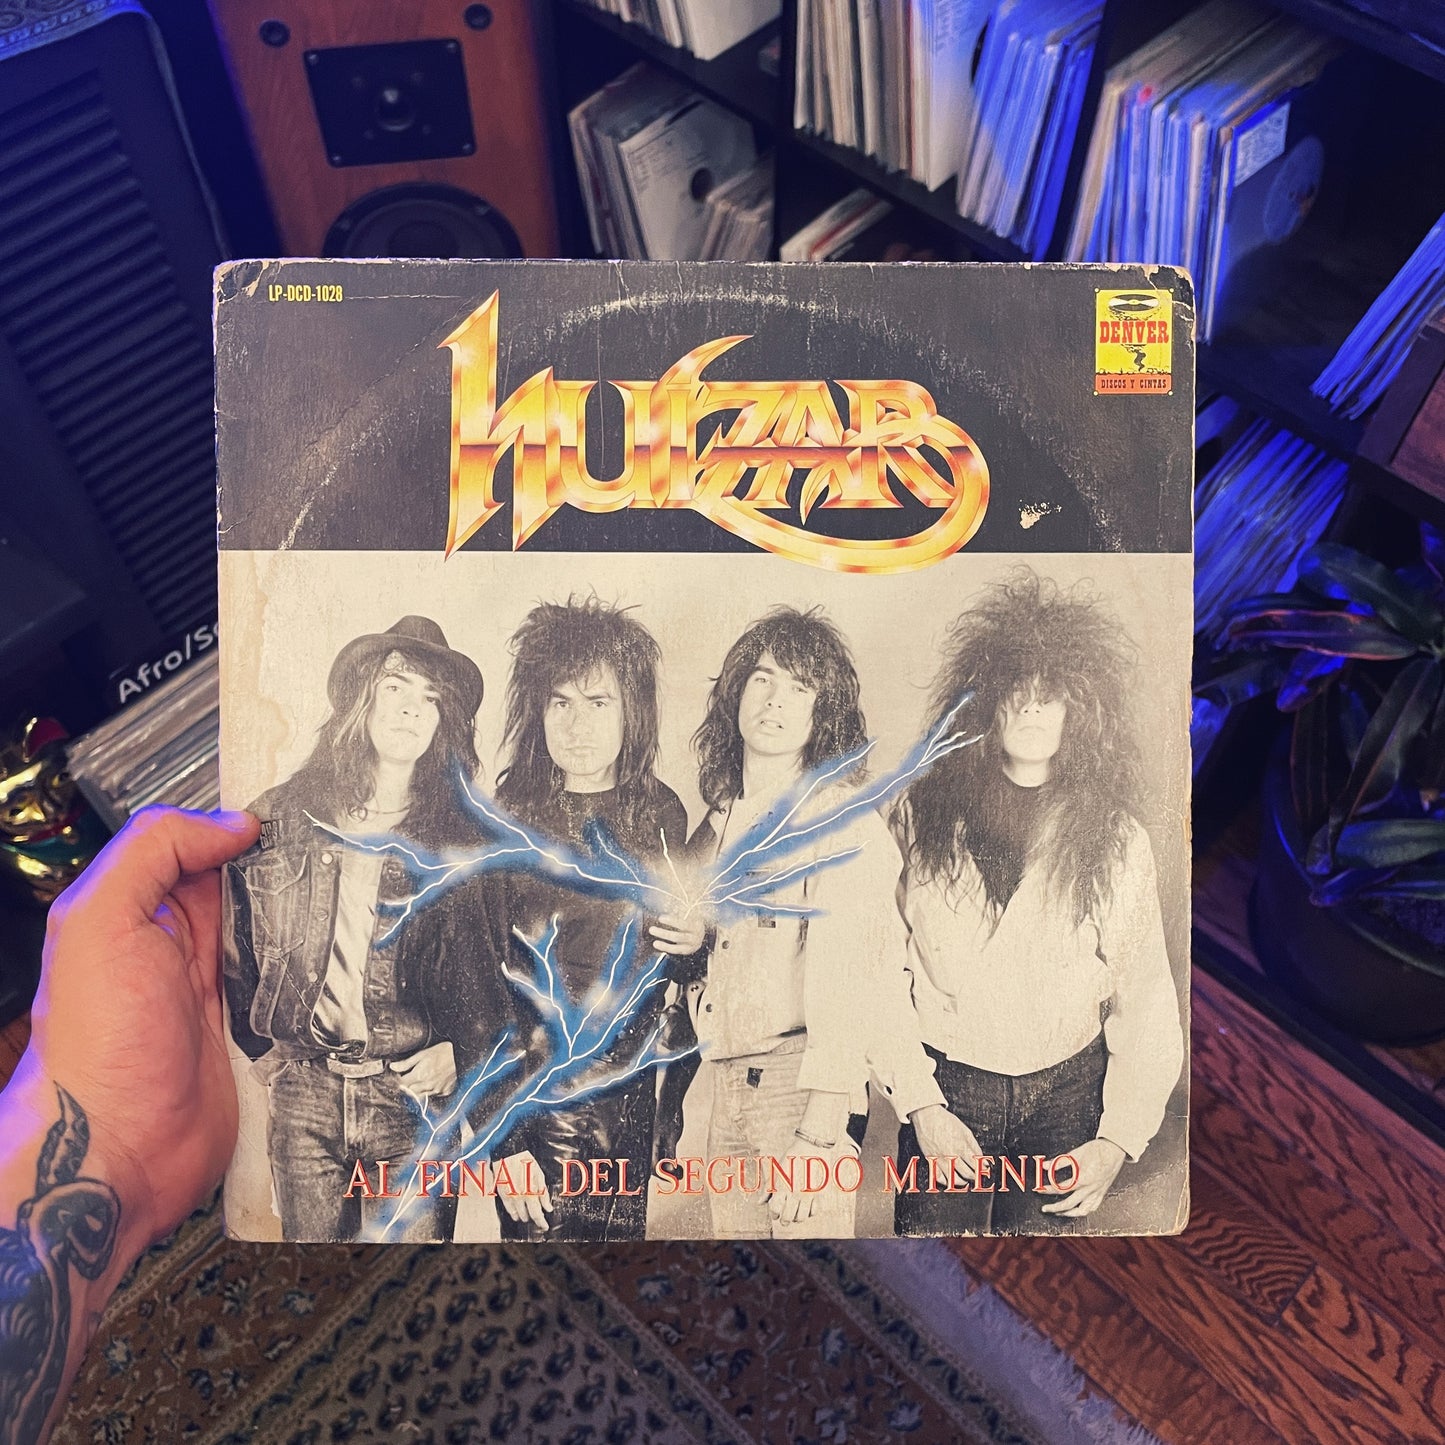 LP-DCD-1028
huizar
DENVER
DISCOS Y CINTAS
Afro/So
AL FINAL DEL SEGUNDO MILENIO